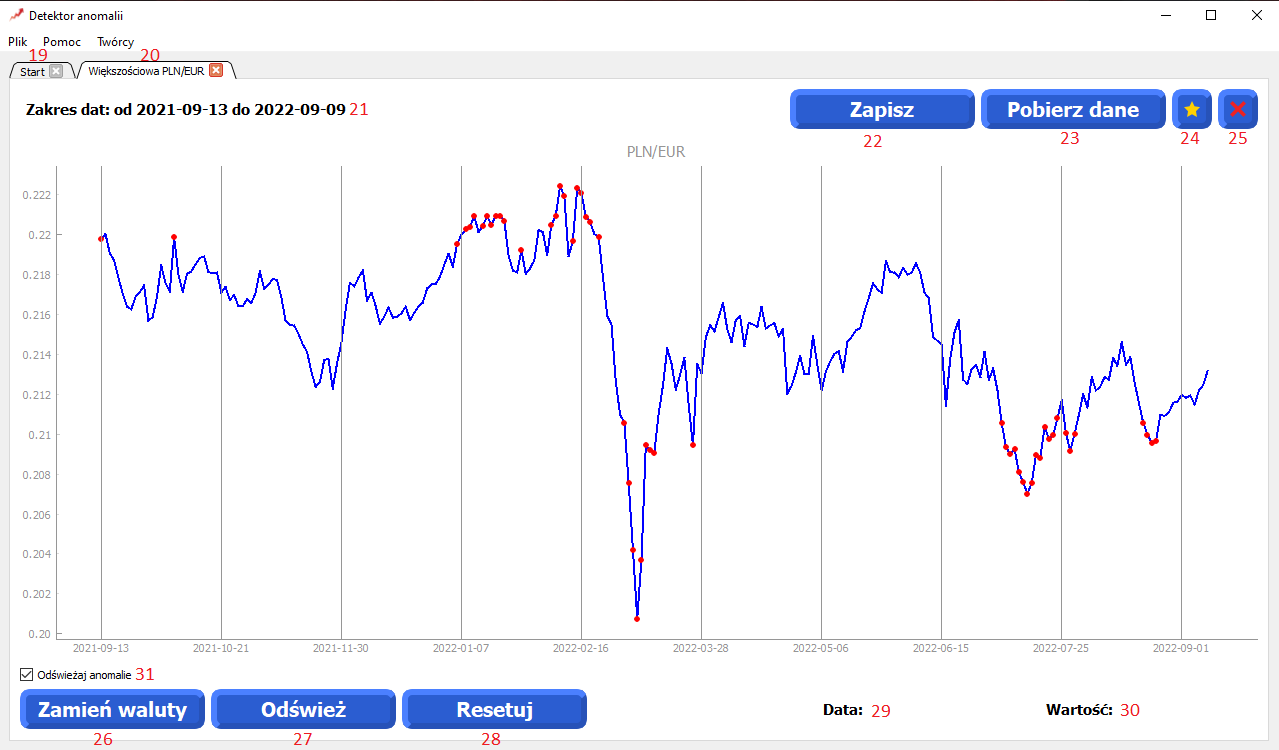 Detektor anomalii
Plik Pomoc Twórcy
19 20
Start Większościowa PLN/EUR
Zakres dat: od 2021-09-13 do 2022-09-09 21
Zapisz Pobierz dane
22 23 24 25
PLN/EUR
0.222
0.22
0.218
0.216
0.214
0.212
0.21
0.208
0.206
0.204
0.202
0.20
2021-09-13 2021-10-21 2021-11-30 2022-01-07 2022-02-16 2022-03-28 2022-05-06 2022-06-15 2022-07-25 2022-09-01
Odświeżaj anomalie 31
Zamień waluty Odśwież Resetuj Data: 29 Wartość: 30
26 27 28